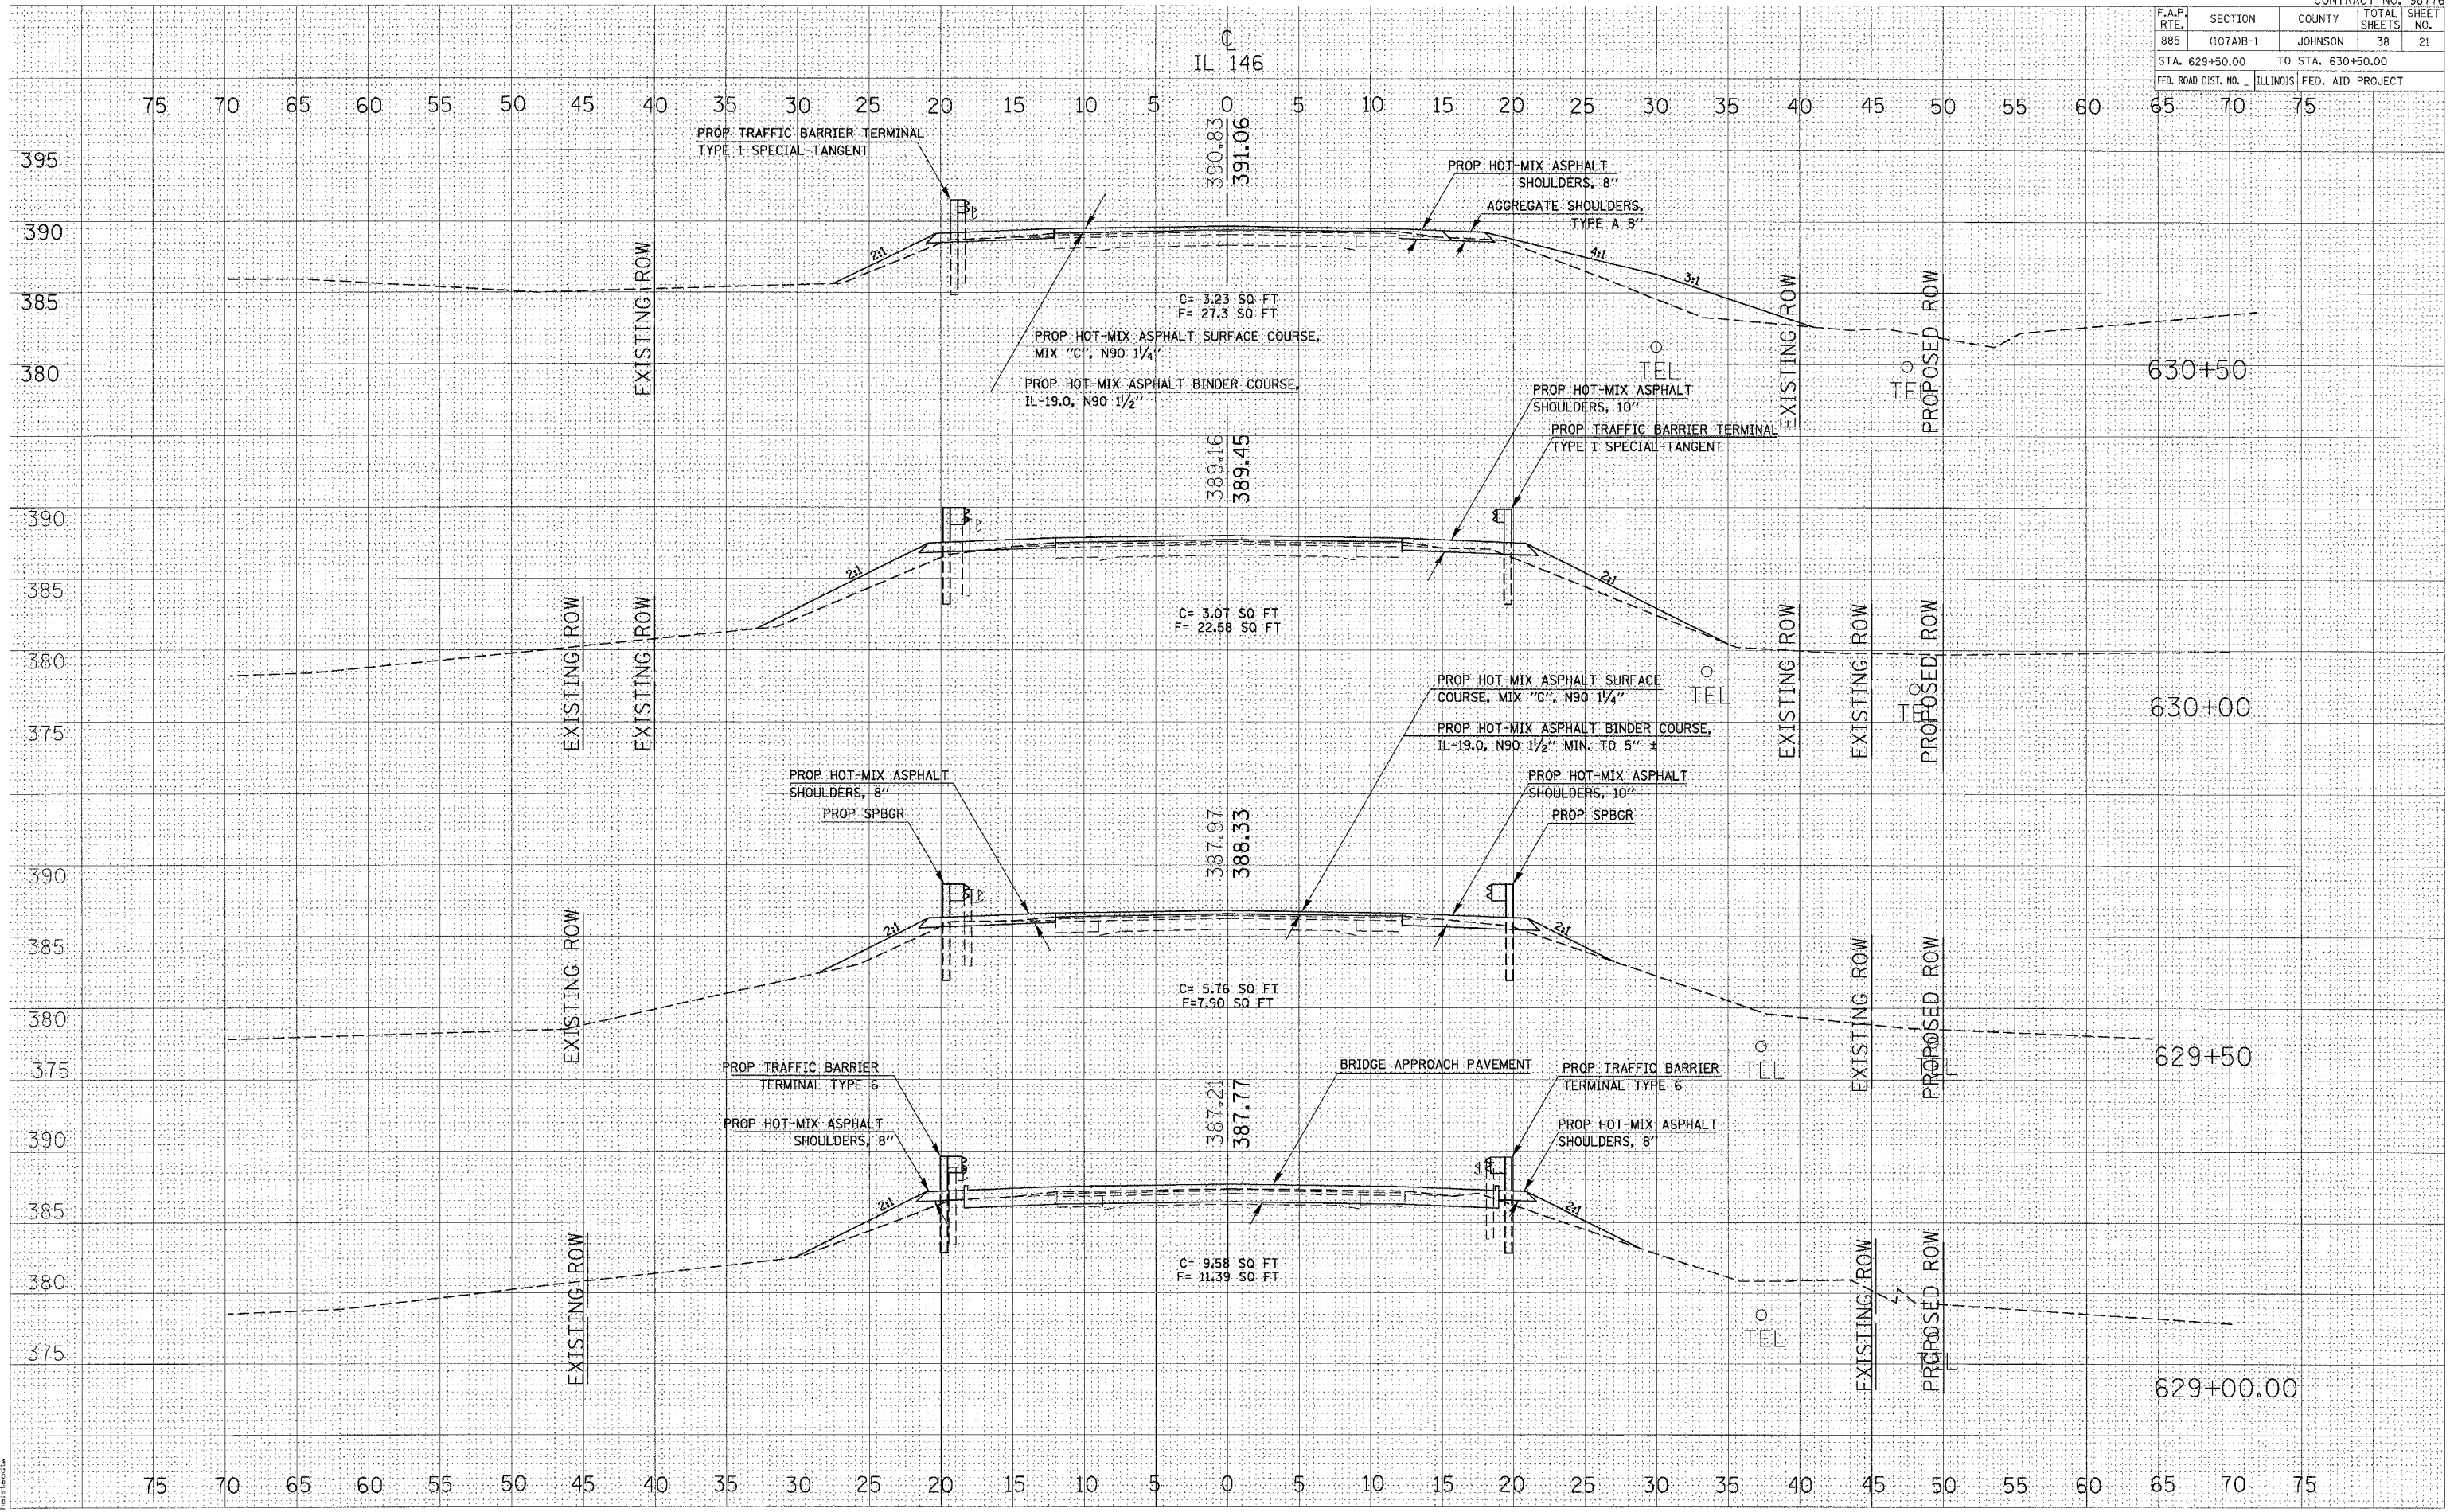 CONTRACT NO. 98776
F.A.P. RTE. SECTION COUNTY TOTAL SHEETS SHEET NO.
885 (107A)B-1 JOHNSON 38 21
STA. 629+50.00 TO STA. 630+50.00
FED. ROAD DIST. NO. _ ILLINOIS FED. AID PROJECT
℄
IL 146
75 70 65 60 55 50 45 40 35 30 25 20 15 10 5 0 5 10 15 20 25 30 35 40 45 50 55 60 65 70 75
390.83
391.06
PROP TRAFFIC BARRIER TERMINAL
TYPE 1 SPECIAL-TANGENT
PROP HOT-MIX ASPHALT
SHOULDERS, 8"
AGGREGATE SHOULDERS,
TYPE A 8"
395
390
385
380
2:1
4:1
3:1
EXISTING ROW
EXISTING ROW
PROPOSED ROW
C= 3.23 SQ FT
F= 27.3 SQ FT
PROP HOT-MIX ASPHALT SURFACE COURSE,
MIX "C", N90 1 1/4"
PROP HOT-MIX ASPHALT BINDER COURSE,
IL-19.0, N90 1 1/2"
TEL
TEL
630+50
PROP HOT-MIX ASPHALT
SHOULDERS, 10"
PROP TRAFFIC BARRIER TERMINAL
TYPE 1 SPECIAL-TANGENT
389.16
389.45
390
385
380
375
2:1
2:1
C= 3.07 SQ FT
F= 22.58 SQ FT
EXISTING ROW
EXISTING ROW
EXISTING ROW
EXISTING ROW
PROPOSED ROW
TEL
TEL
630+00
PROP HOT-MIX ASPHALT SURFACE
COURSE, MIX "C", N90 1 1/4"
PROP HOT-MIX ASPHALT BINDER COURSE,
IL-19.0, N90 1 1/2" MIN. TO 5" ±
PROP HOT-MIX ASPHALT
SHOULDERS, 8"
PROP SPBGR
PROP HOT-MIX ASPHALT
SHOULDERS, 10"
PROP SPBGR
387.97
388.33
390
385
380
375
2:1
2:1
C= 5.76 SQ FT
F=7.90 SQ FT
EXISTING ROW
EXISTING ROW
PROPOSED ROW
TEL
TEL
629+50
PROP TRAFFIC BARRIER
TERMINAL TYPE 6
PROP HOT-MIX ASPHALT
SHOULDERS, 8"
BRIDGE APPROACH PAVEMENT
PROP TRAFFIC BARRIER
TERMINAL TYPE 6
PROP HOT-MIX ASPHALT
SHOULDERS, 8"
387.21
387.77
390
385
380
375
2:1
2:1
C= 9.58 SQ FT
F= 11.39 SQ FT
EXISTING ROW
EXISTING ROW
PROPOSED ROW
TEL
TEL
629+00.00
75 70 65 60 55 50 45 40 35 30 25 20 15 10 5 0 5 10 15 20 25 30 35 40 45 50 55 60 65 70 75